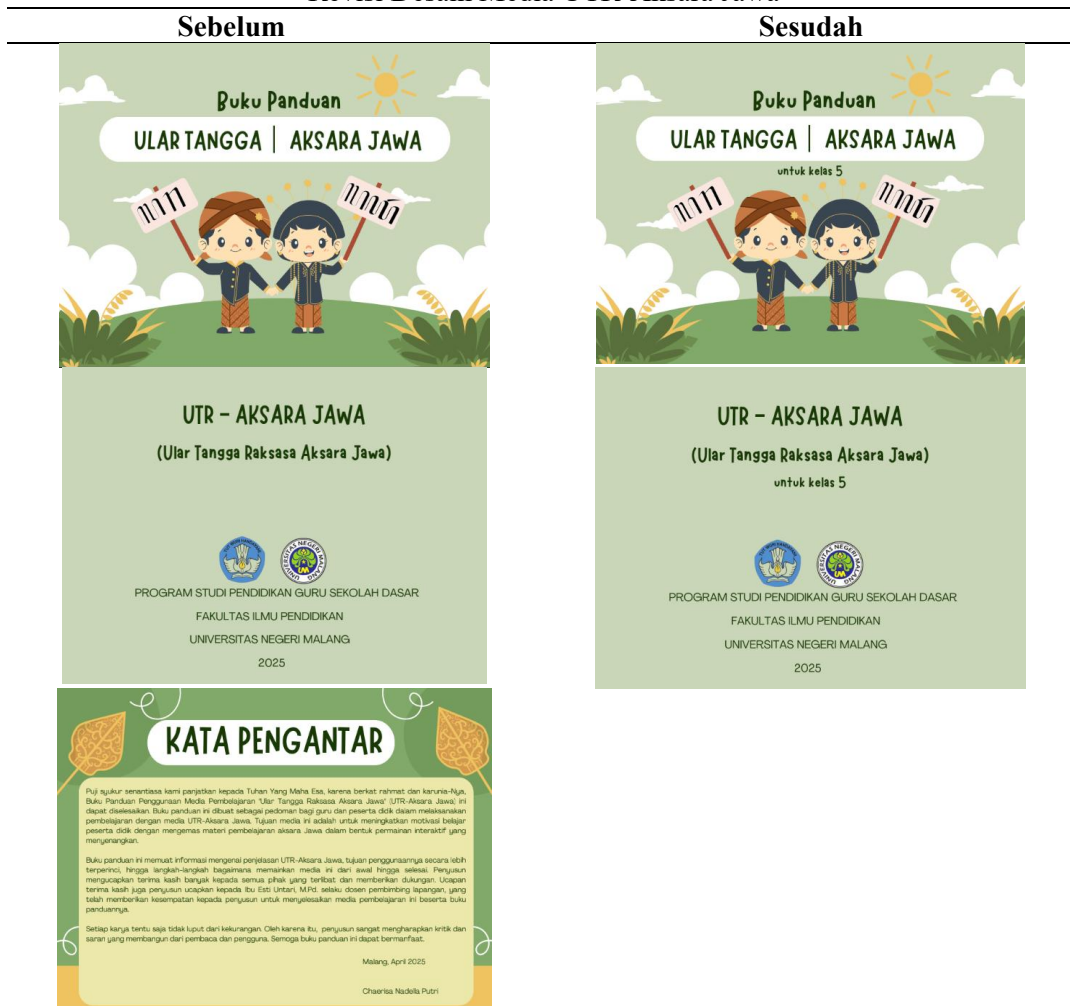 Revisi Desain Media UTR Aksara Jawa
Sebelum
Sesudah
Buku Panduan
ULAR TANGGA | AKSARA JAWA
UTR – AKSARA JAWA
(Ular Tangga Raksasa Aksara Jawa)
UNIVERSITAS NEGERI MALANG
PROGRAM STUDI PENDIDIKAN GURU SEKOLAH DASAR
FAKULTAS ILMU PENDIDIKAN
UNIVERSITAS NEGERI MALANG
2025
KATA PENGANTAR
Puji syukur senantiasa kami panjatkan kepada Tuhan Yang Maha Esa, karena berkat rahmat dan karunia-Nya,
Buku Panduan Penggunaan Media Pembelajaran "Ular Tangga Raksasa Aksara Jawa" (UTR-Aksara Jawa) ini
dapat diselesaikan. Buku panduan ini dibuat sebagai pedoman bagi guru dan peserta didik dalam melaksanakan
pembelajaran dengan media UTR-Aksara Jawa. Tujuan media ini adalah untuk meningkatkan motivasi belajar
peserta didik dengan mengemas materi pembelajaran aksara Jawa dalam bentuk permainan interaktif yang
menyenangkan.
Buku panduan ini memuat informasi mengenai penjelasan UTR-Aksara Jawa, tujuan penggunaannya secara lebih
terperinci, hingga langkah-langkah bagaimana memainkan media ini dari awal hingga selesai. Penyusun
mengucapkan terima kasih banyak kepada semua pihak yang terlibat dan memberikan dukungan. Ucapan
terima kasih juga penyusun ucapkan kepada Ibu Esti Untari, M.Pd. selaku dosen pembimbing lapangan, yang
telah memberikan kesempatan kepada penyusun untuk menyelesaikan media pembelajaran ini beserta buku
panduannya.
Setiap karya tentu saja tidak luput dari kekurangan. Oleh karena itu, penyusun sangat mengharapkan kritik dan
saran yang membangun dari pembaca dan pengguna. Semoga buku panduan ini dapat bermanfaat.
Malang, April 2025
Chaerisa Nadella Putri
Buku Panduan
ULAR TANGGA | AKSARA JAWA
untuk kelas 5
UTR – AKSARA JAWA
(Ular Tangga Raksasa Aksara Jawa)
untuk kelas 5
UNIVERSITAS NEGERI MALANG
PROGRAM STUDI PENDIDIKAN GURU SEKOLAH DASAR
FAKULTAS ILMU PENDIDIKAN
UNIVERSITAS NEGERI MALANG
2025